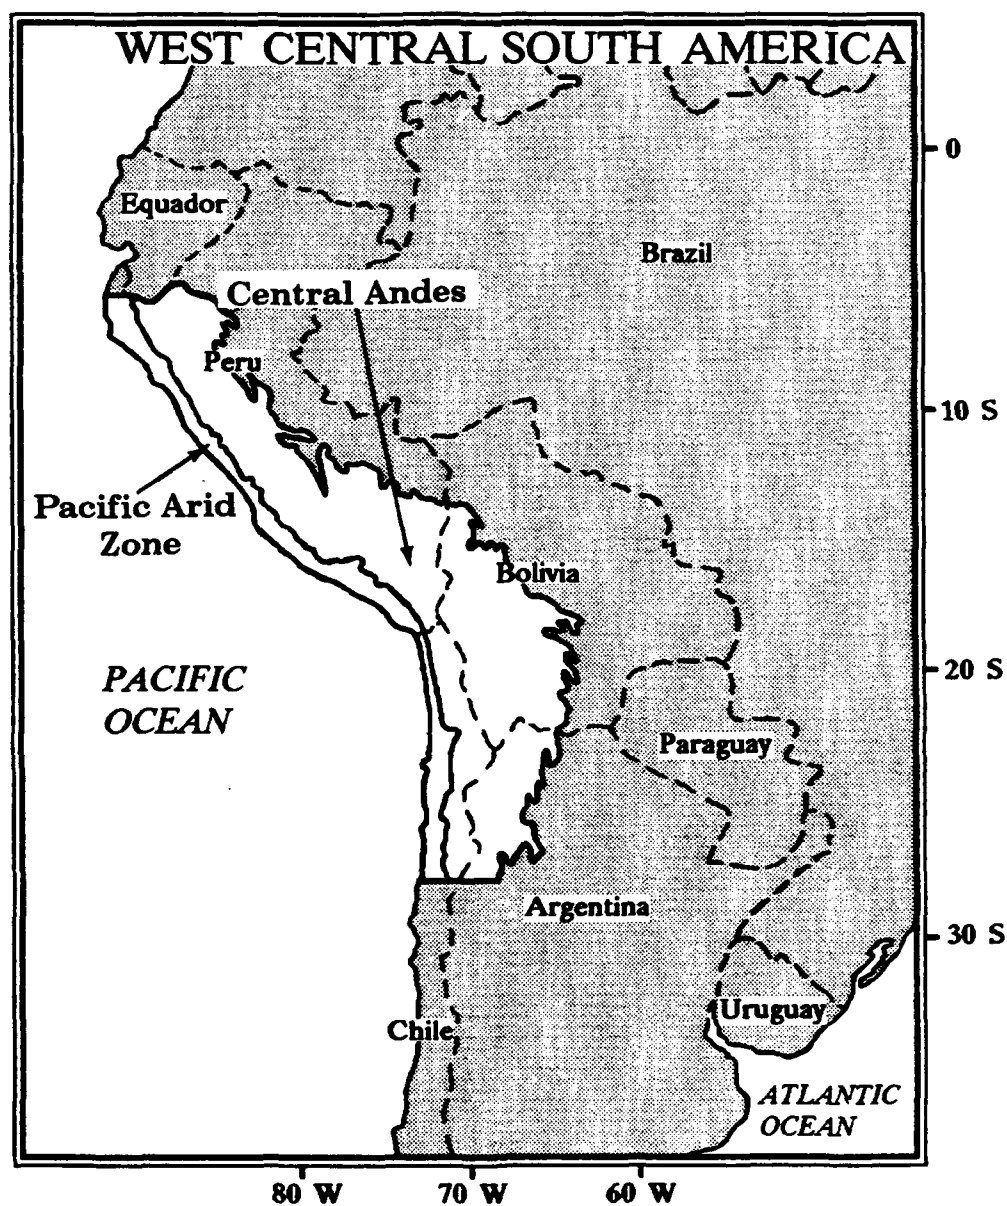 WEST CENTRAL SOUTH AMERICA
0
Equador
Brazil
Central Andes
Peru
10 S
Pacific Arid
Zone
Bolivia
PACIFIC
OCEAN
20 S
Paraguay
Argentina
30 S
Uruguay
Chile
ATLANTIC
OCEAN
80 W
70 W
60 W